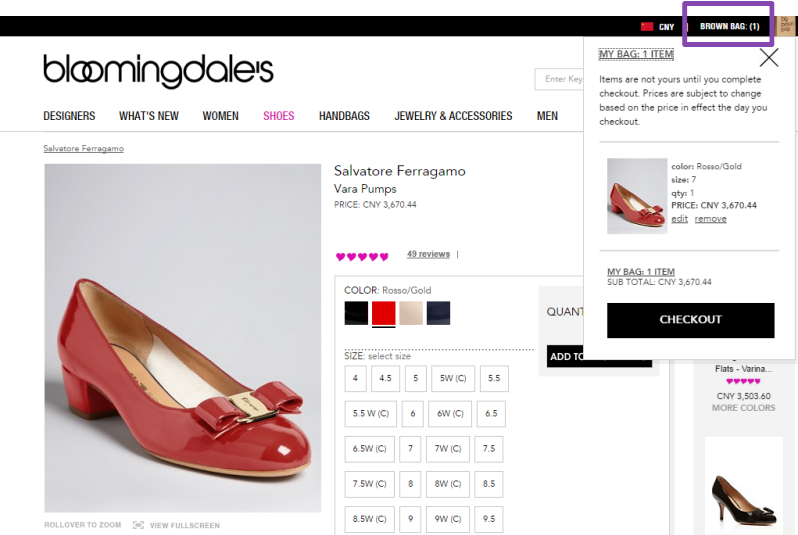 CNY
BROWN BAG: (1)
big
brown
bag
bloomingdale's
Enter Key
DESIGNERS
WHAT'S NEW
WOMEN
SHOES
HANDBAGS
JEWELRY & ACCESSORIES
MEN
MY BAG: 1 ITEM
Items are not yours until you complete
checkout. Prices are subject to change
based on the price in effect the day you
checkout.
color: Rosso/Gold
size: 7
qty: 1
PRICE: CNY 3,670.44
edit remove
MY BAG: 1 ITEM
SUB TOTAL: CNY 3,670.44
CHECKOUT
Salvatore Ferragamo
Salvatore Ferragamo
Vara Pumps
PRICE: CNY 3,670.44
49 reviews |
COLOR: Rosso/Gold
SIZE: select size
4 4.5 5 5W (C) 5.5
5.5 W (C) 6 6W (C) 6.5
6.5W (C) 7 7W (C) 7.5
7.5W (C) 8 8W (C) 8.5
8.5W (C) 9 9W (C) 9.5
QUANT
ADD TO
Flats - Varina...
CNY 3,503.60
MORE COLORS
ROLLOVER TO ZOOM
VIEW FULLSCREEN